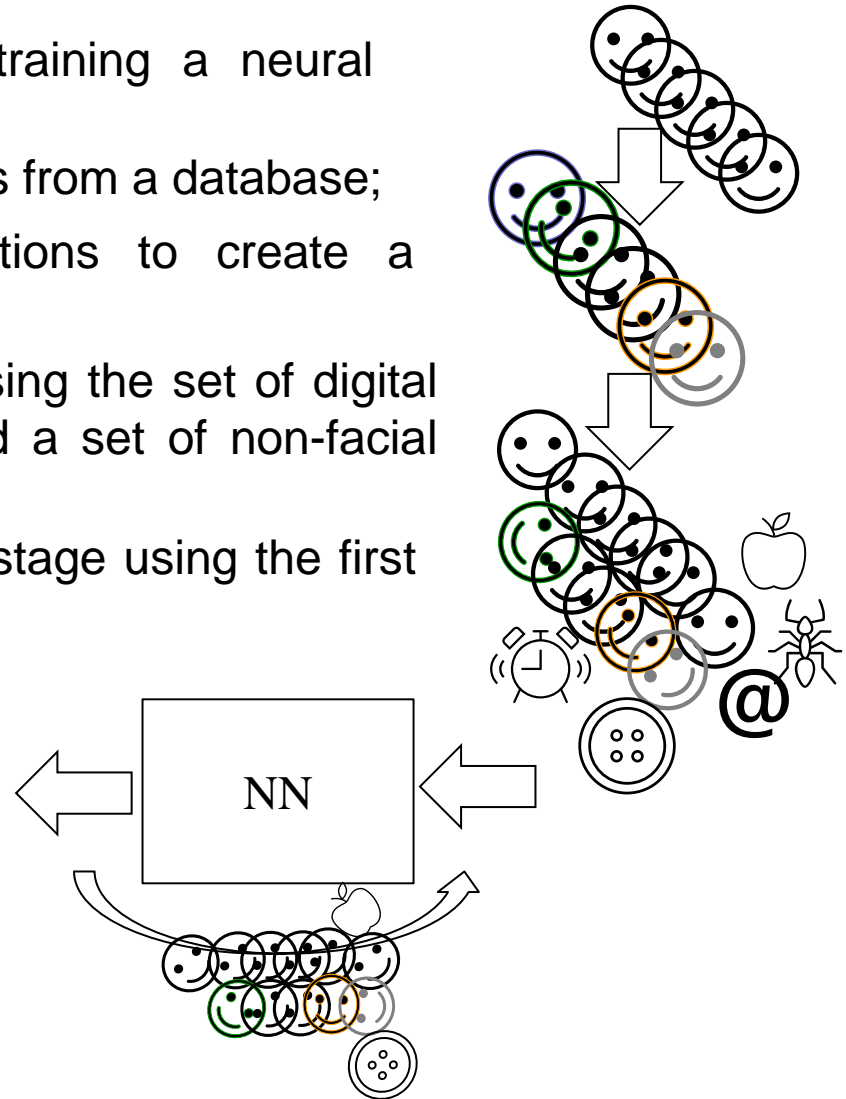 training a neural
s from a database;
tions to create a
sing the set of digital
d a set of non-facial
stage using the first
@
NN